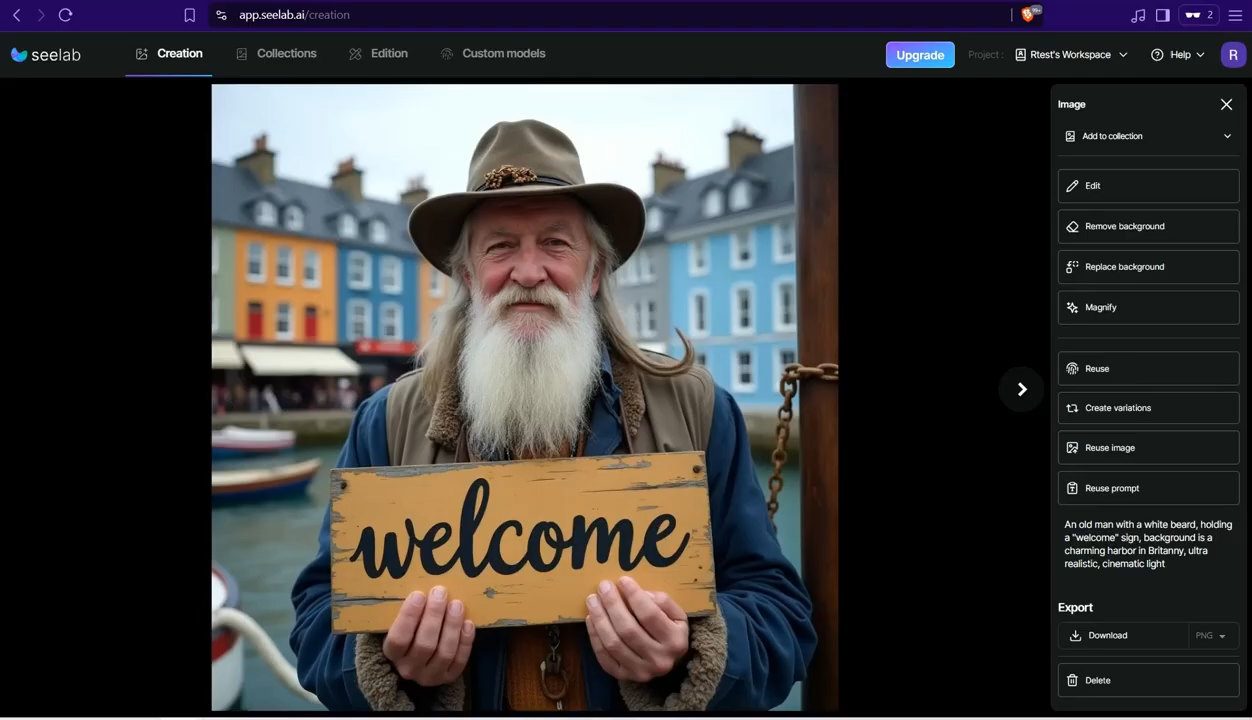 app.seelab.ai/creation
99+
2
seelab
Creation
Collections
Edition
Custom models
Upgrade
Project :
Rtest's Workspace
Help
R
Image
Add to collection
Edit
Remove background
Replace background
Magnify
Reuse
Create variations
Reuse image
Reuse prompt
An old man with a white beard, holding
a "welcome" sign, background is a
charming harbor in Britanny, ultra
realistic, cinematic light
Export
Download
PNG
Delete
welcome